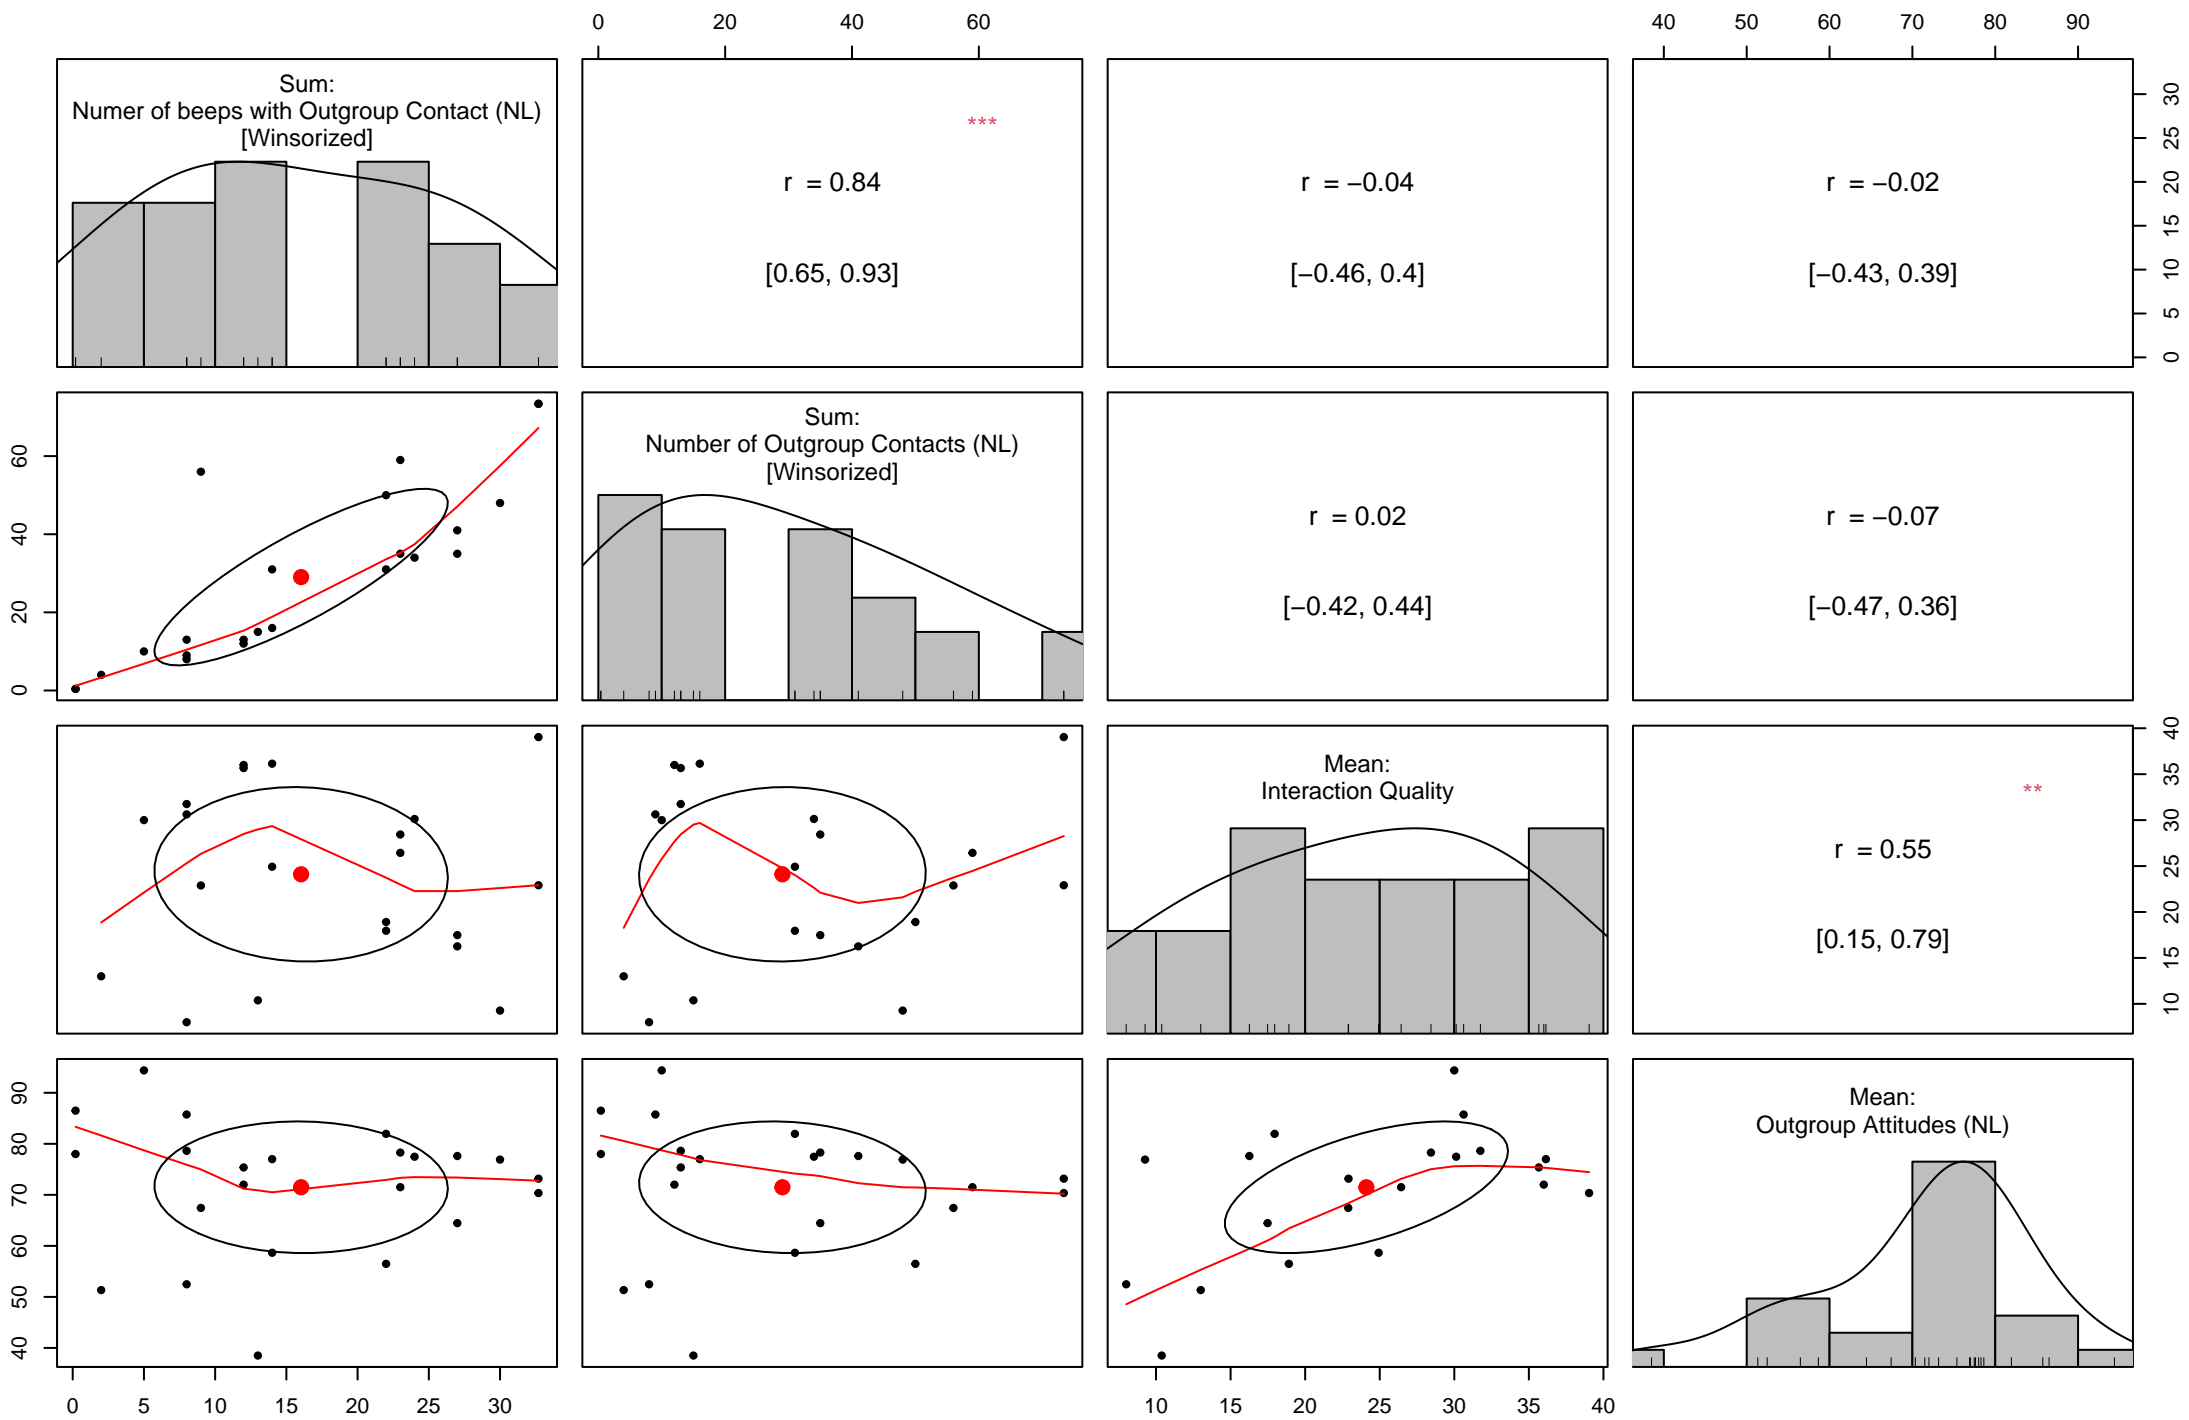 0 20 40 60
40 50 60 70 80 90
Sum:
Numer of beeps with Outgroup Contact (NL)
[Winsorized]
***
r = 0.84
[0.65, 0.93]
r = −0.04
[−0.46, 0.4]
r = −0.02
[−0.43, 0.39]
0 5 10 15 20 25 30
0 20 40 60
Sum:
Number of Outgroup Contacts (NL)
[Winsorized]
r = 0.02
[−0.42, 0.44]
r = −0.07
[−0.47, 0.36]
Mean:
Interaction Quality
**
r = 0.55
[0.15, 0.79]
10 15 20 25 30 35 40
40 50 60 70 80 90
Mean:
Outgroup Attitudes (NL)
0 5 10 15 20 25 30
10 15 20 25 30 35 40